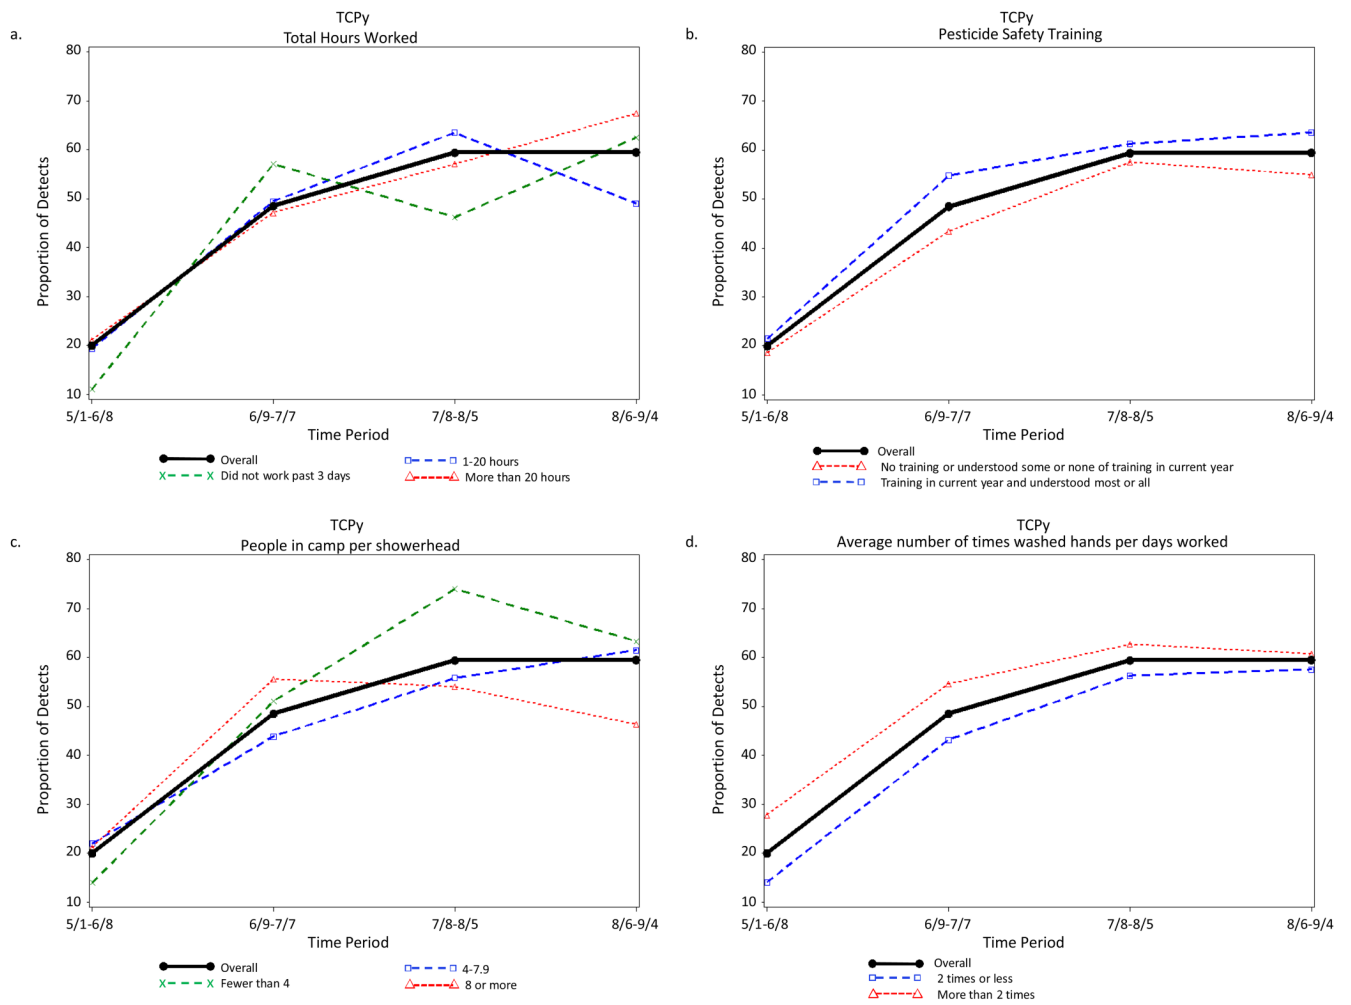 a.
TCPy
Total Hours Worked
Proportion of Detects
80
70
60
50
40
30
20
10
5/1-6/8 6/9-7/7 7/8-8/5 8/6-9/4
Time Period
Overall 1-20 hours
Did not work past 3 days More than 20 hours
b.
TCPy
Pesticide Safety Training
Proportion of Detects
80
70
60
50
40
30
20
10
5/1-6/8 6/9-7/7 7/8-8/5 8/6-9/4
Time Period
Overall
No training or understood some or none of training in current year
Training in current year and understood most or all
c.
TCPy
People in camp per showerhead
Proportion of Detects
80
70
60
50
40
30
20
10
5/1-6/8 6/9-7/7 7/8-8/5 8/6-9/4
Time Period
Overall 4-7.9
Fewer than 4 8 or more
d.
TCPy
Average number of times washed hands per days worked
Proportion of Detects
80
70
60
50
40
30
20
10
5/1-6/8 6/9-7/7 7/8-8/5 8/6-9/4
Time Period
Overall
2 times or less
More than 2 times